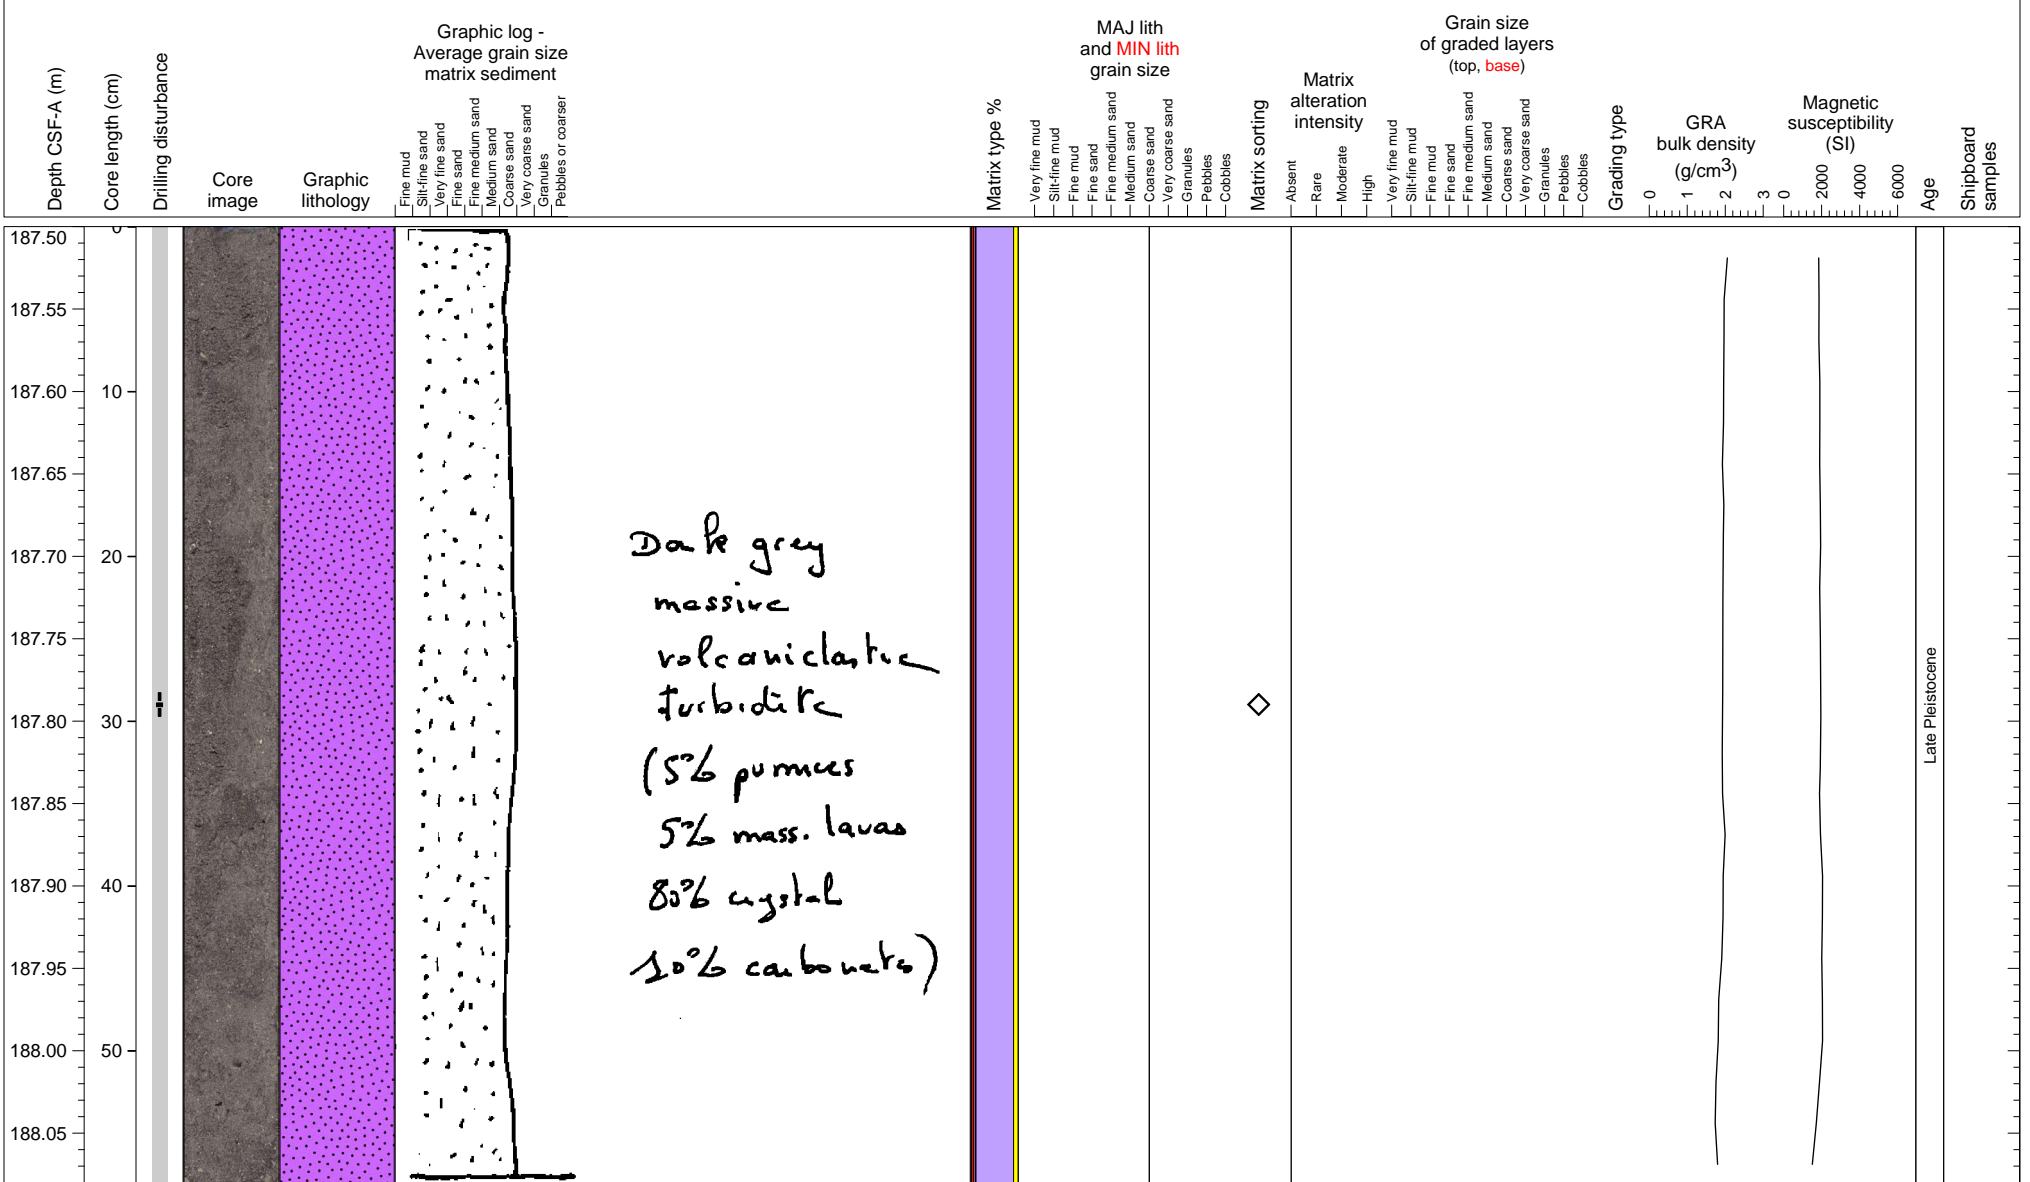 Depth CSF-A (m)
Core length (cm)
Drilling disturbance
Core
image
Graphic
lithology
Graphic log -
Average grain size
matrix sediment
Fine mud
Silt-fine sand
Very fine sand
Fine sand
Fine medium sand
Medium sand
Coarse sand
Very coarse sand
Granules
Pebbles or coarser
Matrix type %
MAJ lith
and MIN lith
grain size
Very fine mud
Silt-fine mud
Fine mud
Fine sand
Fine medium sand
Medium sand
Coarse sand
Very coarse sand
Granules
Pebbles
Cobbles
Matrix sorting
Matrix
alteration
intensity
Absent
Rare
Moderate
High
Grain size
of graded layers
(top, base)
Very fine mud
Silt-fine mud
Fine mud
Fine sand
Fine medium sand
Medium sand
Coarse sand
Very coarse sand
Granules
Pebbles
Cobbles
Grading type
GRA
bulk density
(g/cm3)
0 1 2 3
Magnetic
susceptibility
(SI)
0 2000 4000 6000
Age
Shipboard
samples
187.50
187.55
187.60
187.65
187.70
187.75
187.80
187.85
187.90
187.95
188.00
188.05
0
10
20
30
40
50
Dark grey
massive
volcaniclastic
turbidite
(5% pumices
5% mass. lavas
80% crystal
10% carbonates)
Late Pleistocene